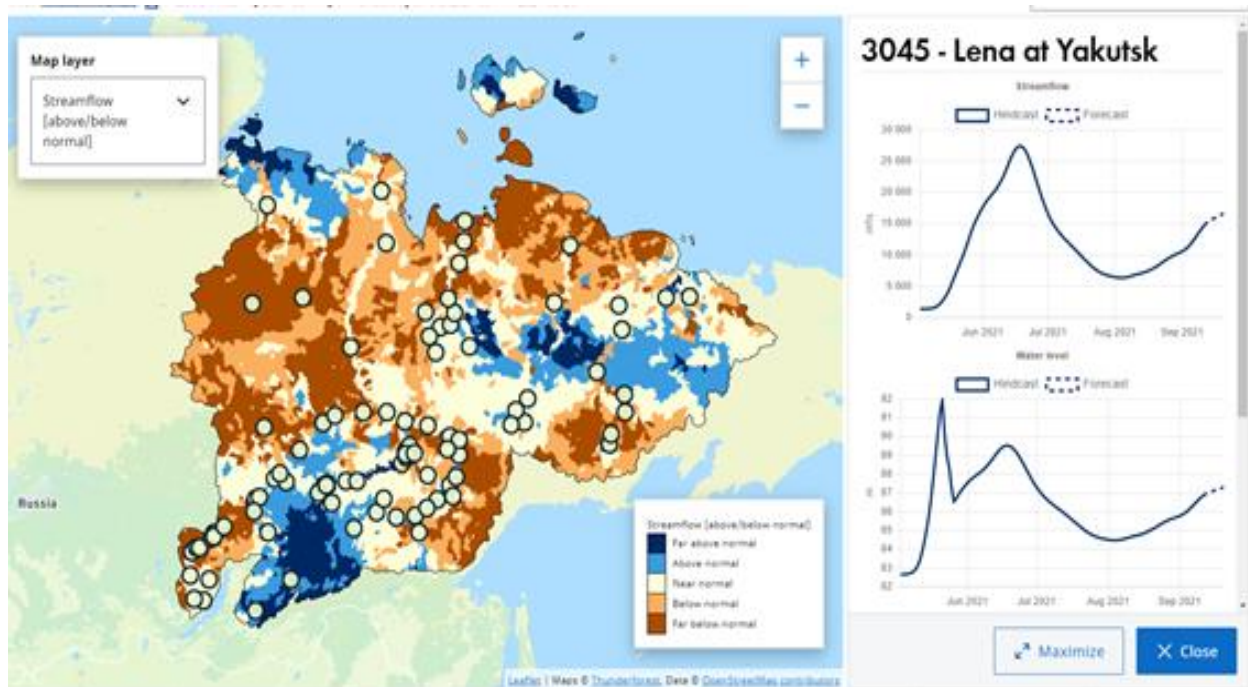 Map layer
Streamflow
[above/below
normal]
+
−
Russia
Streamflow [above/below normal]
Far above normal
Above normal
Near normal
Below normal
Far below normal
Leaflet | Maps © Thunderforest, Data © OpenStreetMap contributors
3045 - Lena at Yakutsk
Streamflow
Hindcast Forecast
30 000
25 000
20 000
15 000
10 000
5 000
0
m³/s
Jun 2021 Jul 2021 Aug 2021 Sep 2021
Water level
Hindcast Forecast
92
91
90
89
88
87
86
85
84
83
82
m
Jun 2021 Jul 2021 Aug 2021 Sep 2021
Maximize
Close